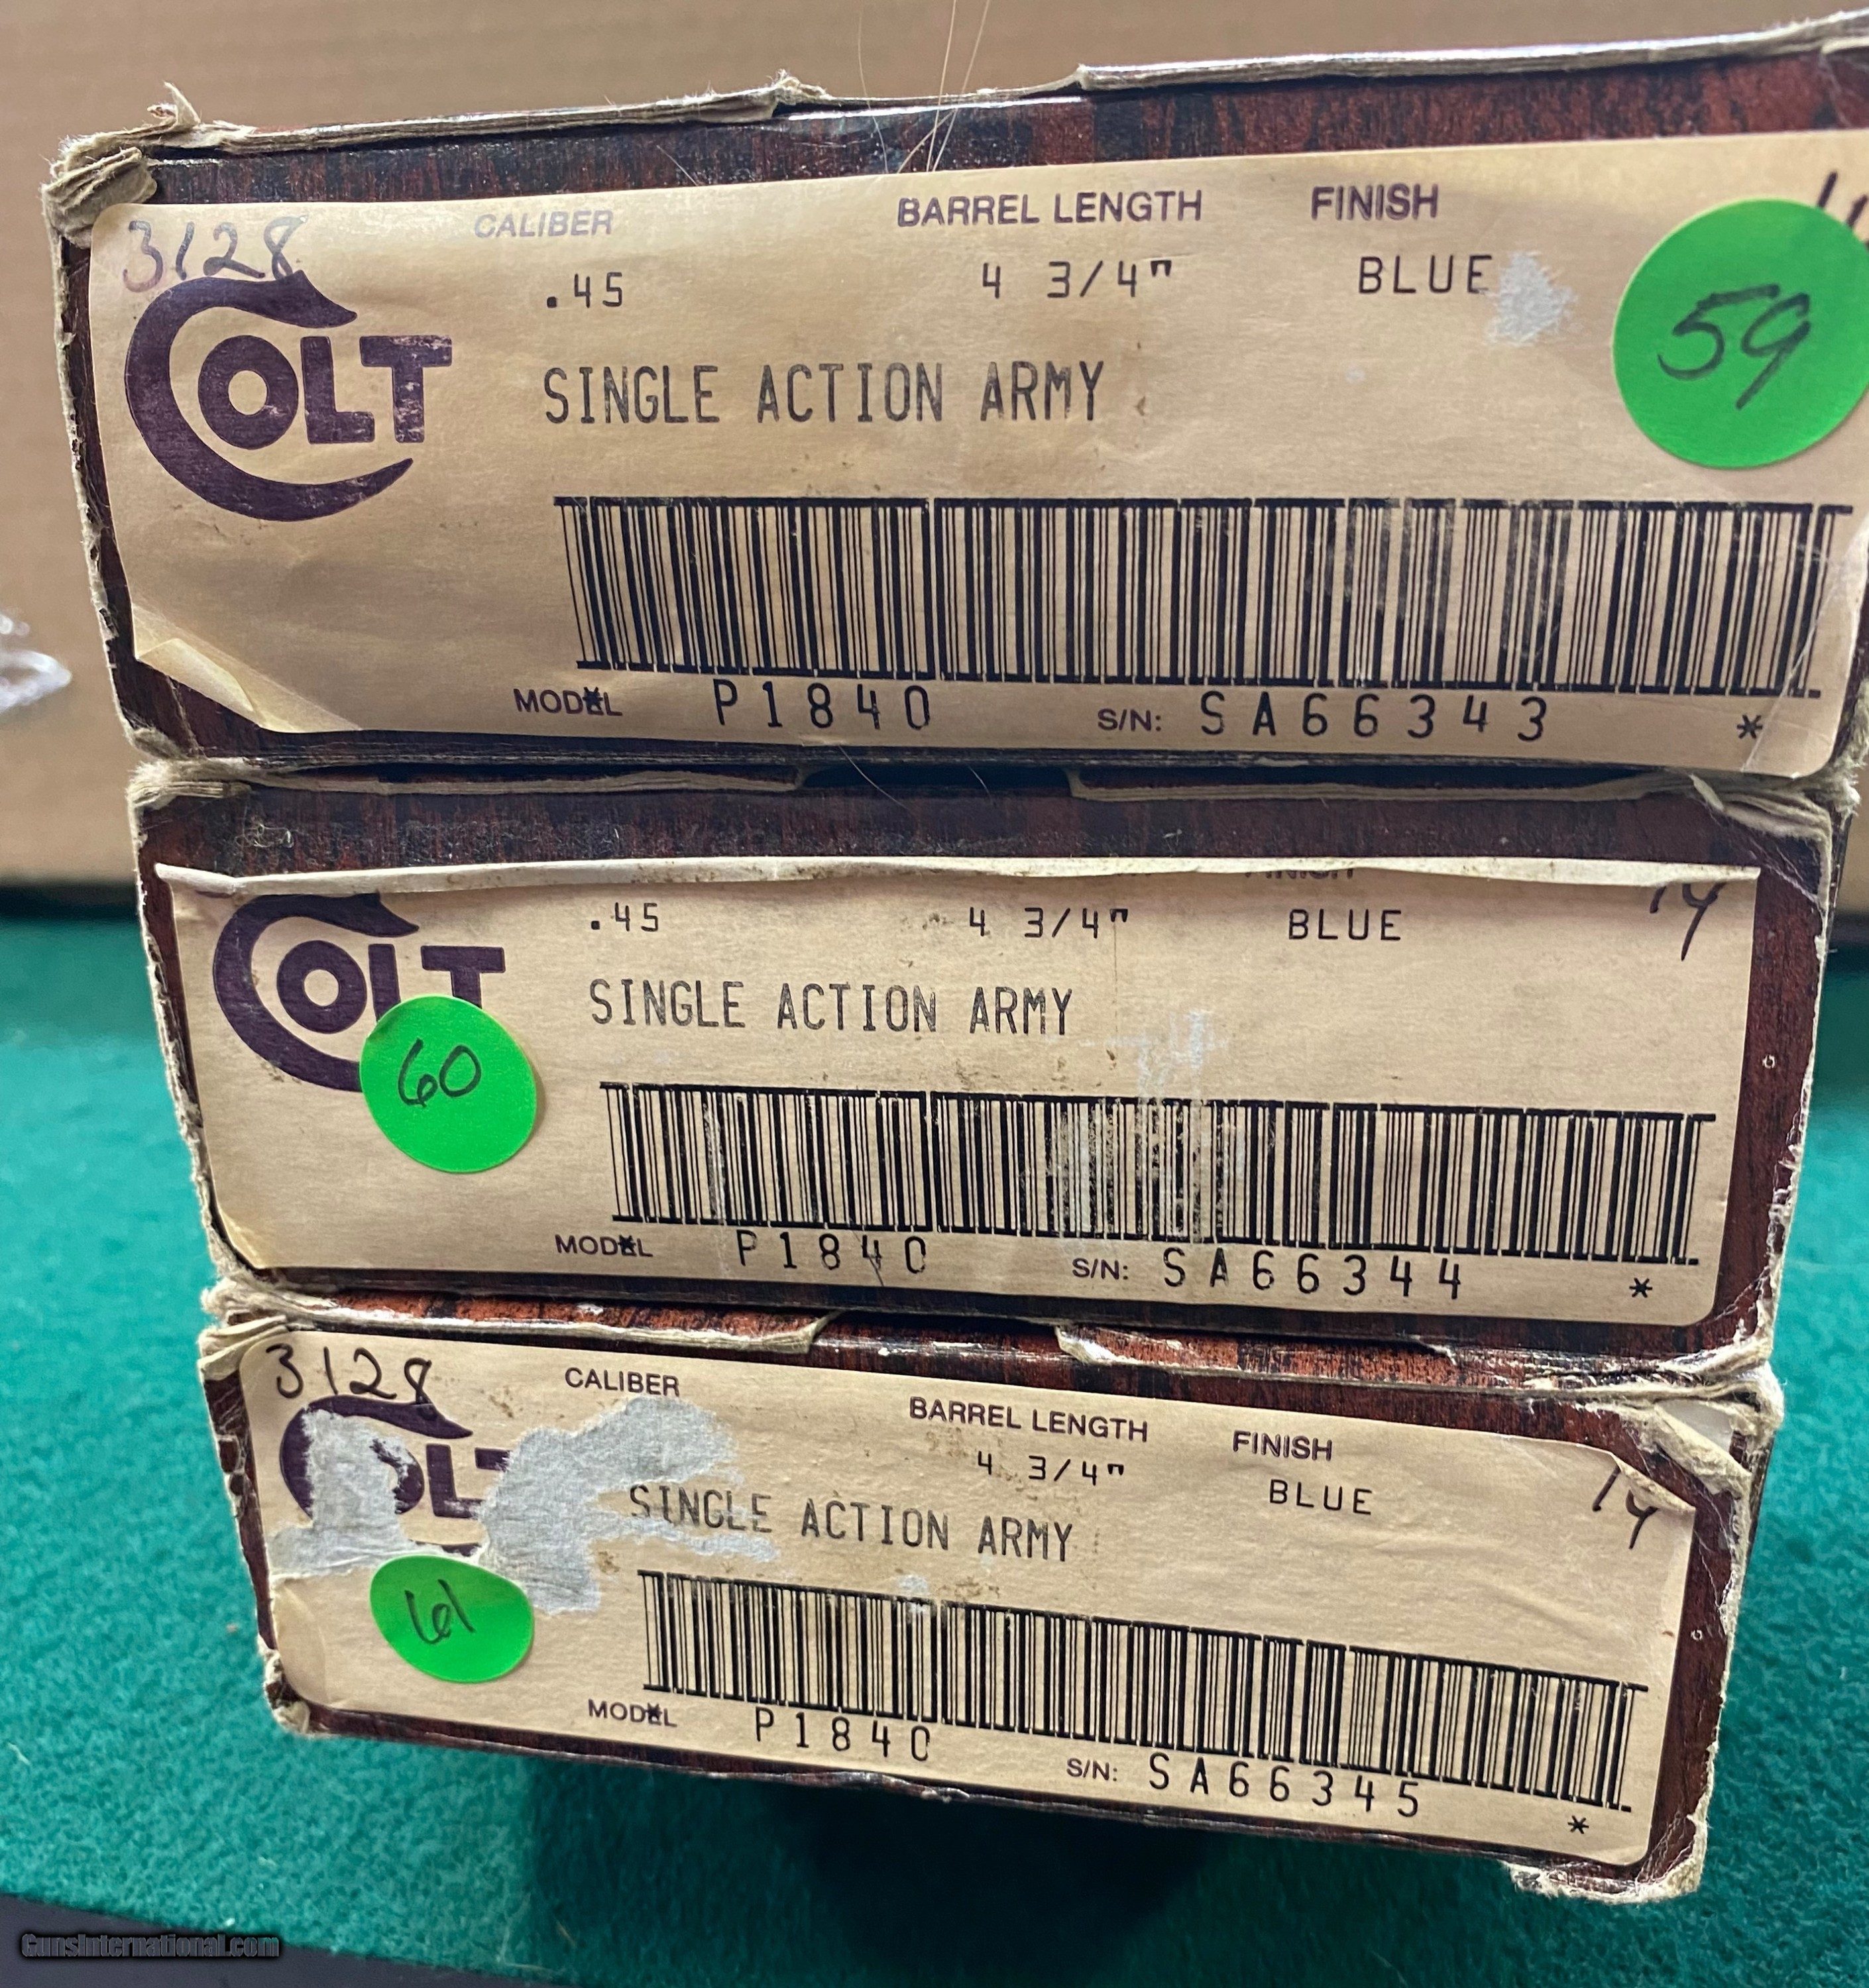 3128
CALIBER BARREL LENGTH FINISH
.45 4 3/4" BLUE
COLT
59
SINGLE ACTION ARMY
MODEL P1840 S/N: SA66343 *
.45 4 3/4" BLUE 14
COLT
SINGLE ACTION ARMY
60
MODEL P1840 S/N: SA66344 *
3128
CALIBER BARREL LENGTH FINISH
4 3/4" BLUE 14
SINGLE ACTION ARMY
61
MODEL P1840 S/N: SA66345 *
GunsInternational.com